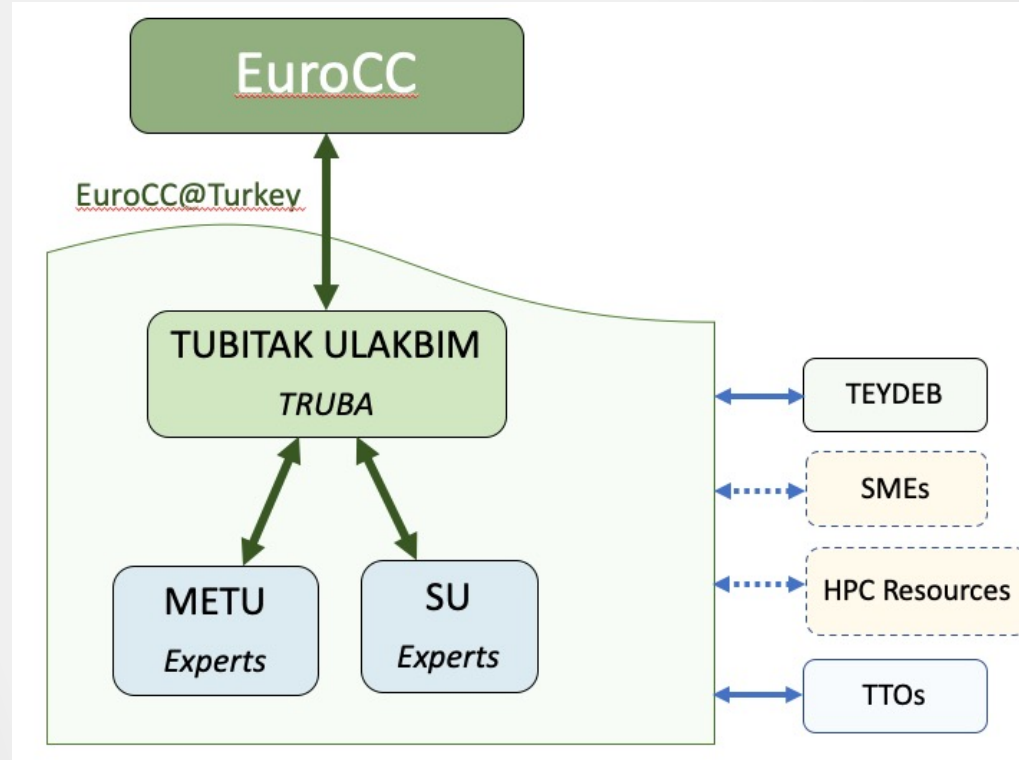 EuroCC
EuroCC@Turkey
TUBITAK ULAKBIM
TRUBA
METU
Experts
SU
Experts
TEYDEB
SMEs
HPC Resources
TTOs